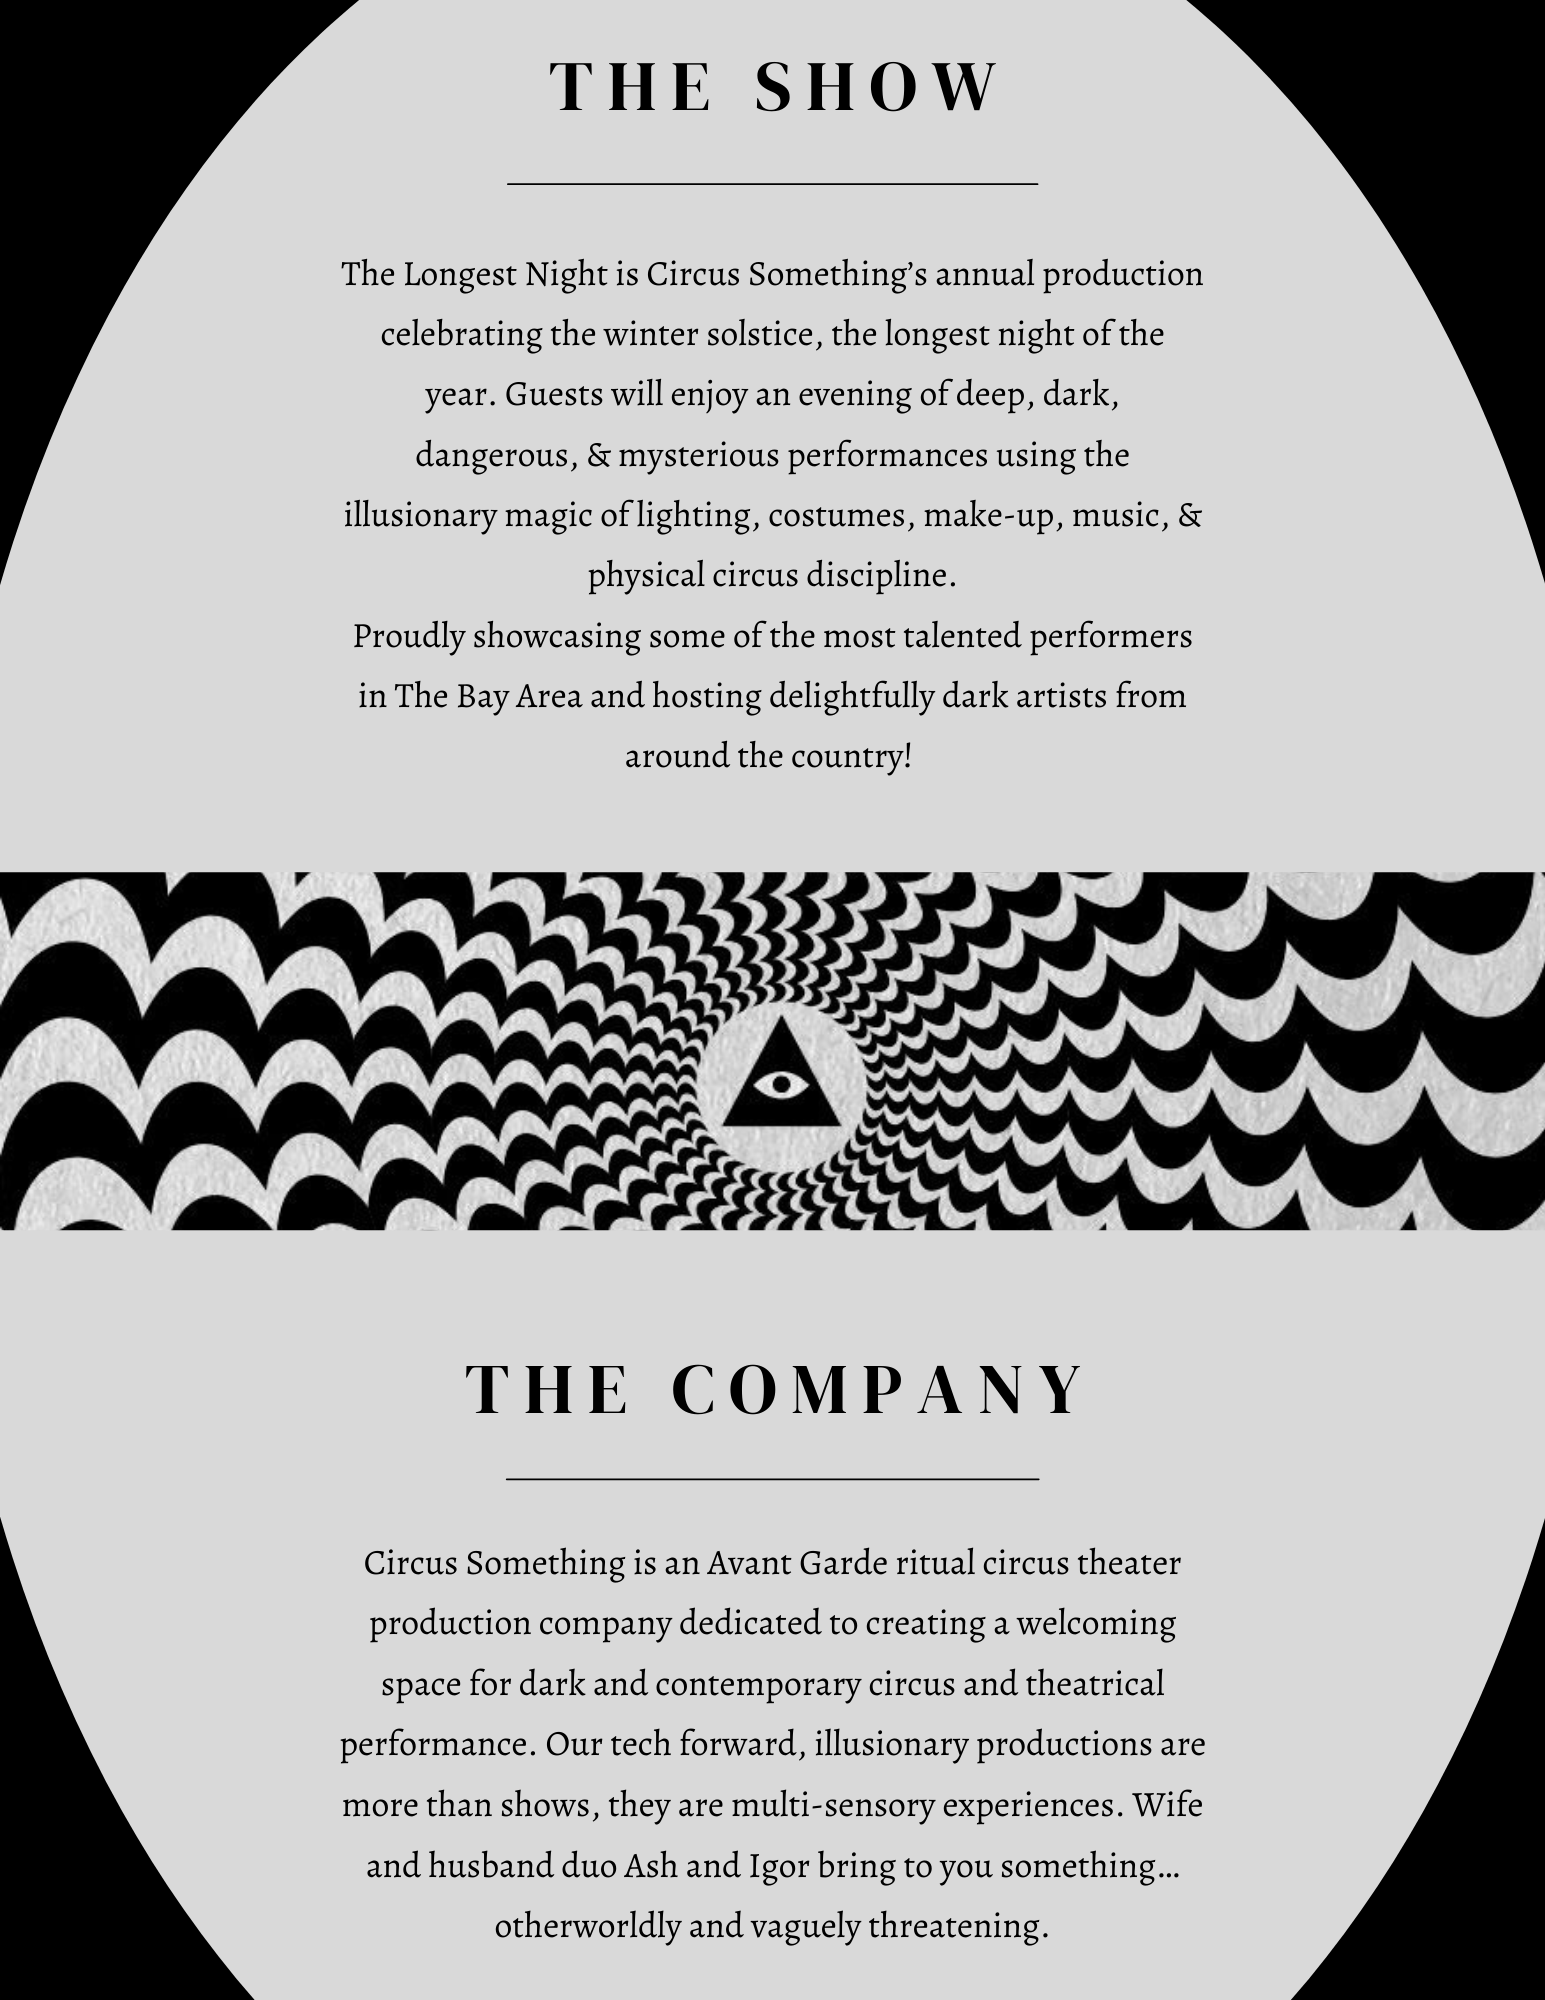 THE SHOW
The Longest Night is Circus Something’s annual production
celebrating the winter solstice, the longest night of the
year. Guests will enjoy an evening of deep, dark,
dangerous, & mysterious performances using the
illusionary magic of lighting, costumes, make-up, music, &
physical circus discipline.
Proudly showcasing some of the most talented performers
in The Bay Area and hosting delightfully dark artists from
around the country!
THE COMPANY
Circus Something is an Avant Garde ritual circus theater
production company dedicated to creating a welcoming
space for dark and contemporary circus and theatrical
performance. Our tech forward, illusionary productions are
more than shows, they are multi-sensory experiences. Wife
and husband duo Ash and Igor bring to you something...
otherworldly and vaguely threatening.